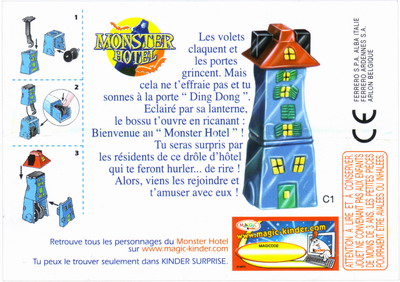 1
2
3
MONSTER
HOTEL
Les volets
claquent et
les portes
grincent. Mais
cela ne t'effraie pas et tu
sonnes à la porte “ Ding Dong ”.
Eclairé par sa lanterne,
le bossu t'ouvre en ricanant :
Bienvenue au “ Monster Hotel ” !
Tu seras surpris par
les résidents de ce drôle d'hôtel
qui te feront hurler... de rire !
Alors, viens les rejoindre et
t'amuser avec eux !
C1
FERRERO S.P.A. ALBA ITALIE
FERRERO ARDENNES S.A.
ARLON BELGIQUE
CE
ATTENTION ! A LIRE ET A CONSERVER.
JOUET NE CONVENANT PAS AUX ENFANTS
DE MOINS DE 3 ANS. LES PETITES PIECES
POURRAIENT ETRE AVALEES OU INHALEES.
www.magic-kinder.com
MAGICODE
Retrouve tous les personnages du Monster Hotel
sur www.magic-kinder.com
Tu peux le trouver seulement dans KINDER SURPRISE.